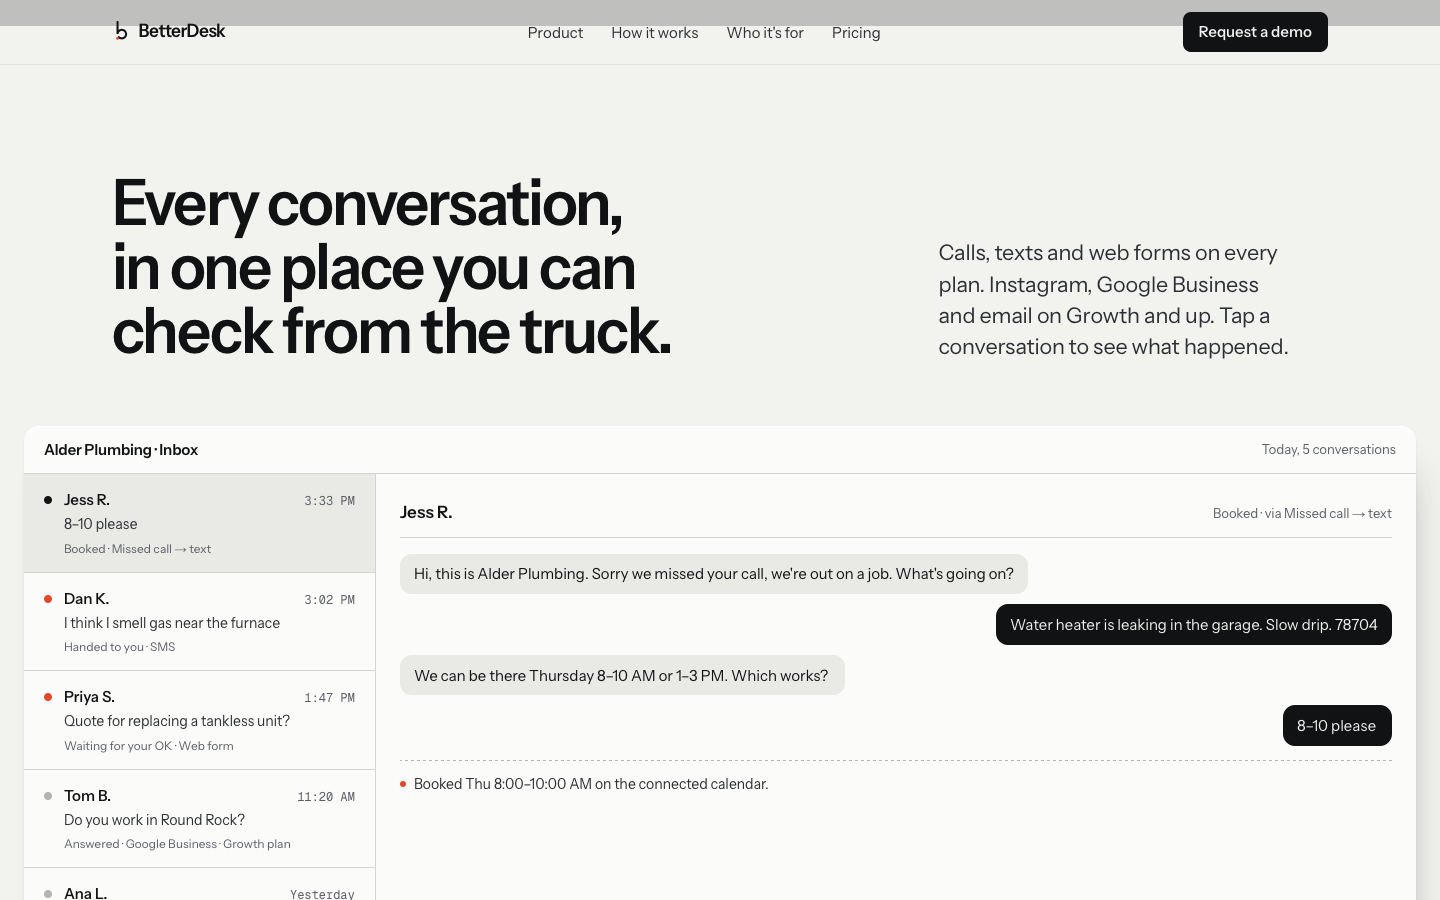 BetterDesk
Product
How it works
Who it's for
Pricing
Request a demo
Every conversation,
in one place you can
check from the truck.
Calls, texts and web forms on every
plan. Instagram, Google Business
and email on Growth and up. Tap a
conversation to see what happened.
Alder Plumbing · Inbox
Today, 5 conversations
Jess R.
3:33 PM
8–10 please
Booked · Missed call → text
Dan K.
3:02 PM
I think I smell gas near the furnace
Handed to you · SMS
Priya S.
1:47 PM
Quote for replacing a tankless unit?
Waiting for your OK · Web form
Tom B.
11:20 AM
Do you work in Round Rock?
Answered · Google Business · Growth plan
Ana L.
Yesterday
Jess R.
Booked · via Missed call → text
Hi, this is Alder Plumbing. Sorry we missed your call, we're out on a job. What's going on?
Water heater is leaking in the garage. Slow drip. 78704
We can be there Thursday 8–10 AM or 1–3 PM. Which works?
8–10 please
Booked Thu 8:00–10:00 AM on the connected calendar.